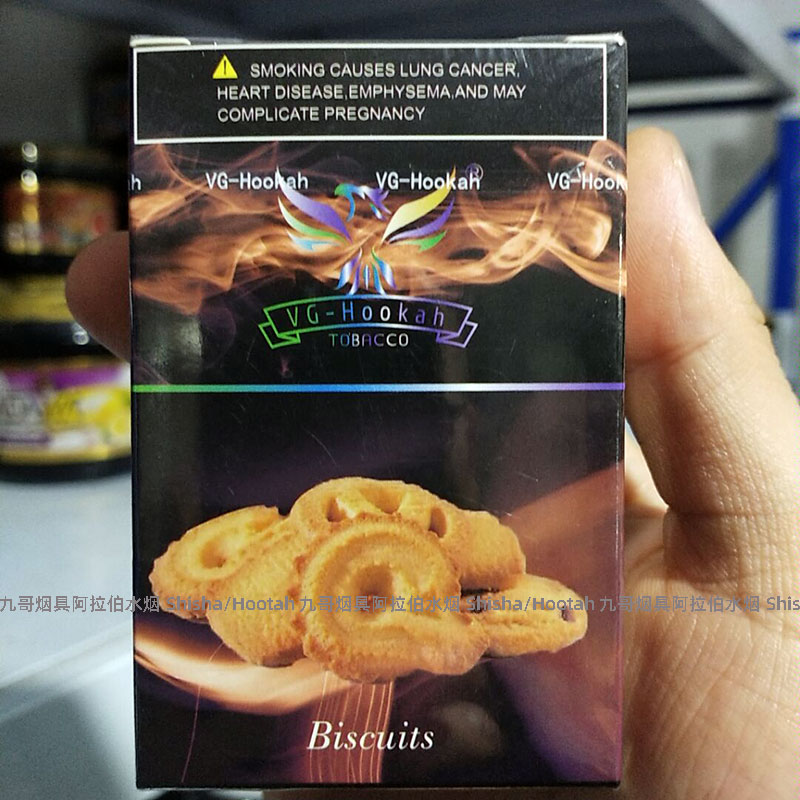 SMOKING CAUSES LUNG CANCER,
HEART DISEASE,EMPHYSEMA,AND MAY
COMPLICATE PREGNANCY
VG-Hookah VG-Hookah® VG-Hook
VG-Hookah
TOBACCO
九哥烟具阿拉伯水烟 Shisha/Hootah 九哥烟具阿拉伯水烟 Shisha/Hootah 九哥烟具阿拉伯水烟 Shis
Biscuits